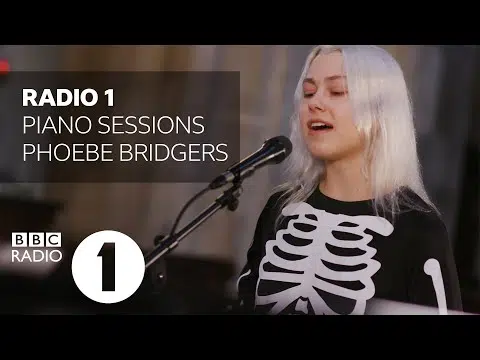 RADIO 1
PIANO SESSIONS
PHOEBE BRIDGERS
BBC
RADIO
1